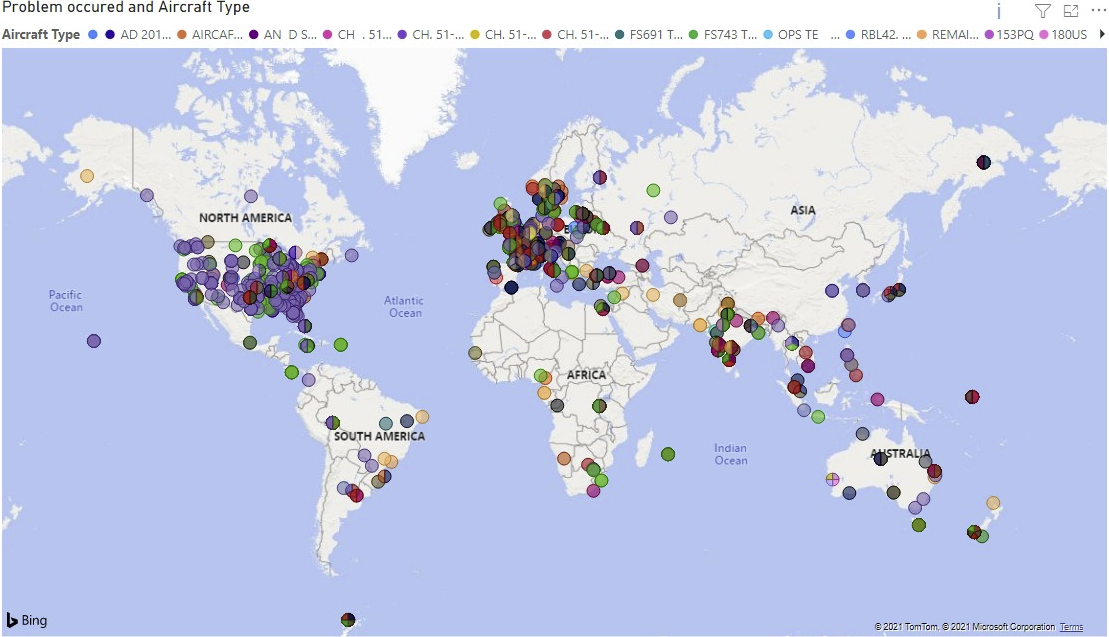 Problem occured and Aircraft Type
Aircraft Type AD 201... AIRCAF... AN D S... CH . 51... CH. 51-... CH. 51-... CH. 51-... FS691 T... FS743 T... OPS TE ... RBL42. ... REMAI... 153PQ 180US
NORTH AMERICA
ASIA
Pacific
Ocean
Atlantic
Ocean
AFRICA
SOUTH AMERICA
Indian
Ocean
AUSTRALIA
Bing
© 2021 TomTom, © 2021 Microsoft Corporation Terms